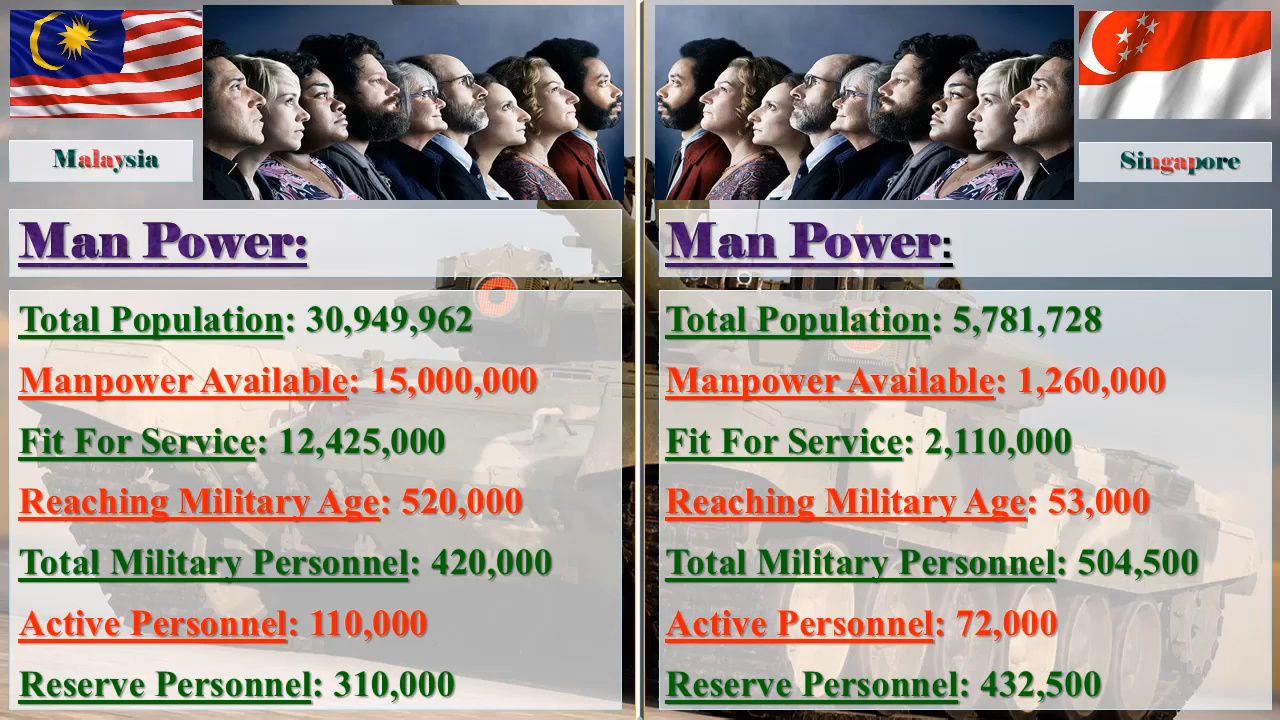 Malaysia
Man Power:
Total Population: 30,949,962
Manpower Available: 15,000,000
Fit For Service: 12,425,000
Reaching Military Age: 520,000
Total Military Personnel: 420,000
Active Personnel: 110,000
Reserve Personnel: 310,000
Singapore
Man Power:
Total Population: 5,781,728
Manpower Available: 1,260,000
Fit For Service: 2,110,000
Reaching Military Age: 53,000
Total Military Personnel: 504,500
Active Personnel: 72,000
Reserve Personnel: 432,500